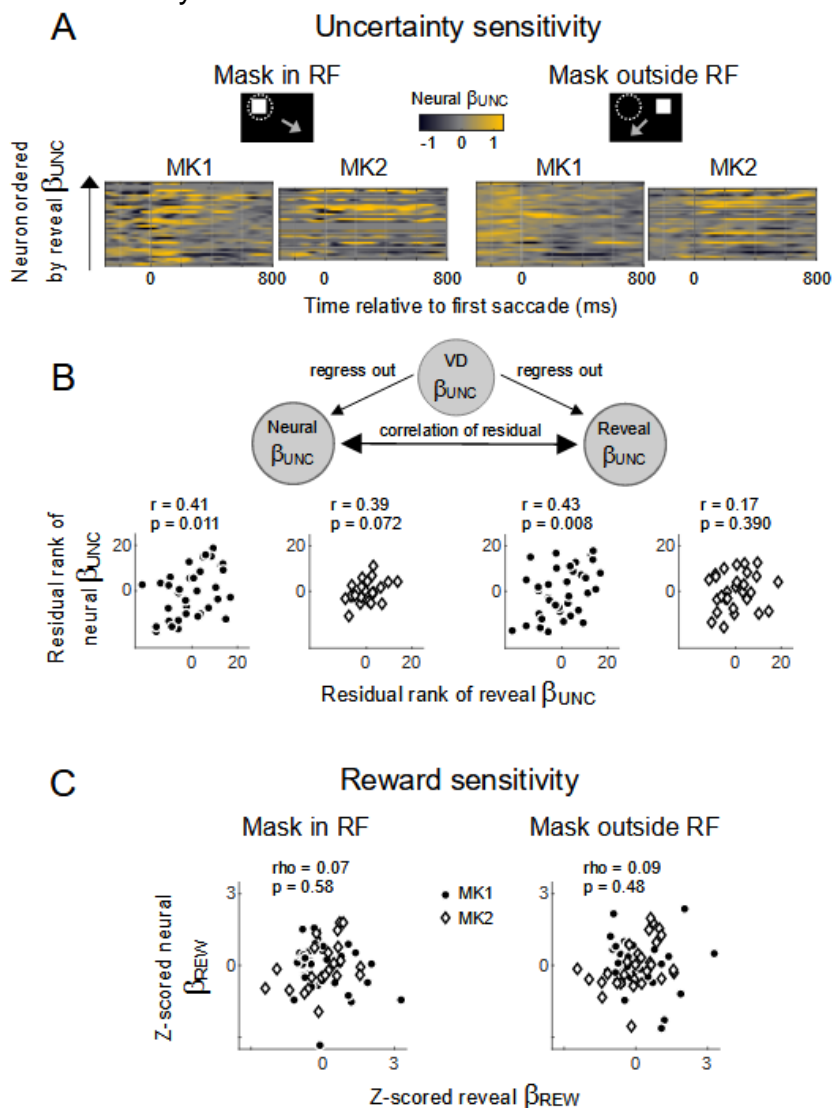 A
Uncertainty sensitivity
Mask in RF
Mask outside RF
Neural βUNC
-1 0 1
Neuron ordered
by reveal βUNC
MK1 MK2 MK1 MK2
0 800 0 800 0 800 0 800
Time relative to first saccade (ms)
B
VD
βUNC
regress out
regress out
Neural
βUNC
correlation of residual
Reveal
βUNC
r = 0.41
p = 0.011
r = 0.39
p = 0.072
r = 0.43
p = 0.008
r = 0.17
p = 0.390
Residual rank of
neural βUNC
20 20 20 20
0 0 0 0
0 20 0 20 0 20 0 20
Residual rank of reveal βUNC
C
Reward sensitivity
Mask in RF
Mask outside RF
rho = 0.07
p = 0.58
MK1
MK2
rho = 0.09
p = 0.48
Z-scored neural
βREW
3 3
0 0
0 3 0 3
Z-scored reveal βREW